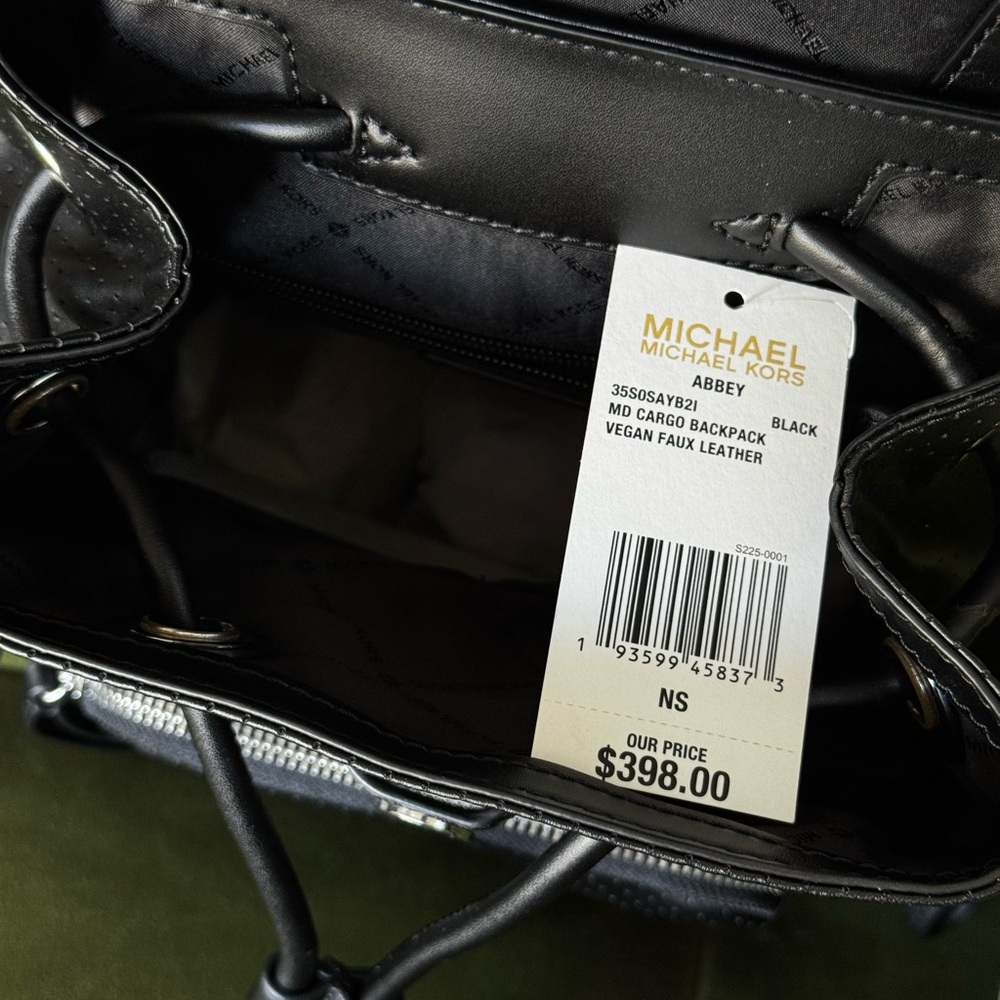 MICHAEL
MICHAEL KORS
ABBEY
35S0SAYB2I
BLACK
MD CARGO BACKPACK
VEGAN FAUX LEATHER
S225-0001
1 93599 45837 3
NS
OUR PRICE
$398.00